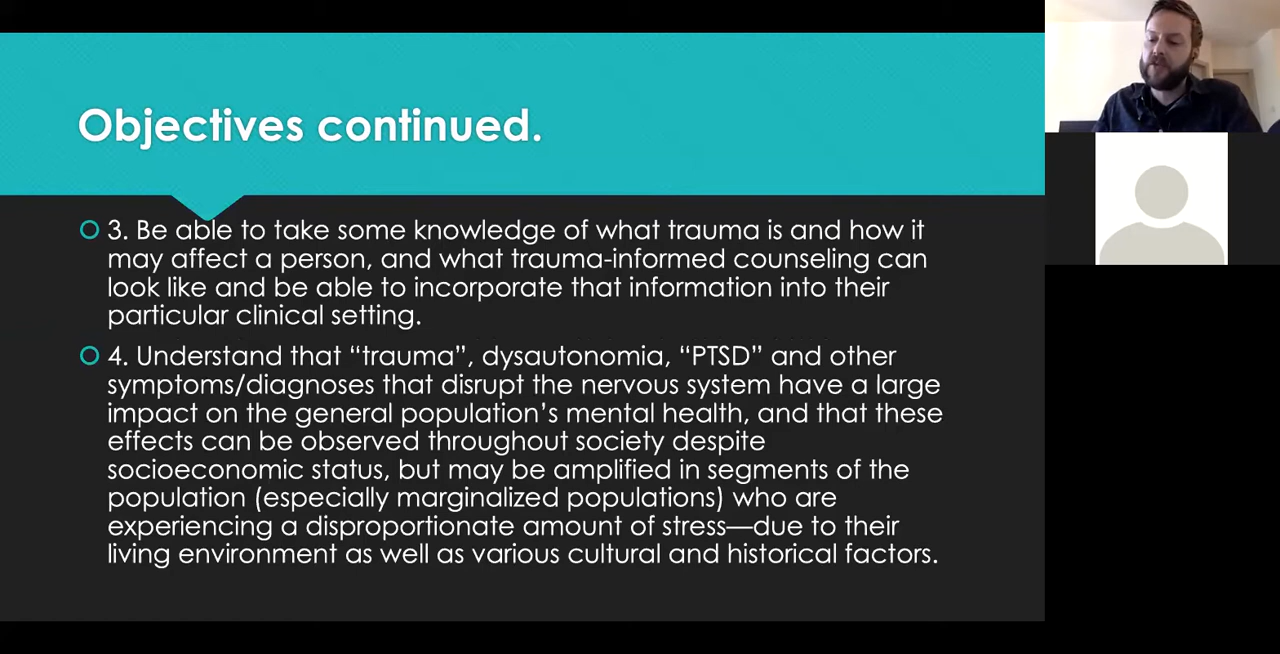 Objectives continued.
3. Be able to take some knowledge of what trauma is and how it
may affect a person, and what trauma-informed counseling can
look like and be able to incorporate that information into their
particular clinical setting.
4. Understand that “trauma”, dysautonomia, “PTSD” and other
symptoms/diagnoses that disrupt the nervous system have a large
impact on the general population’s mental health, and that these
effects can be observed throughout society despite
socioeconomic status, but may be amplified in segments of the
population (especially marginalized populations) who are
experiencing a disproportionate amount of stress—due to their
living environment as well as various cultural and historical factors.